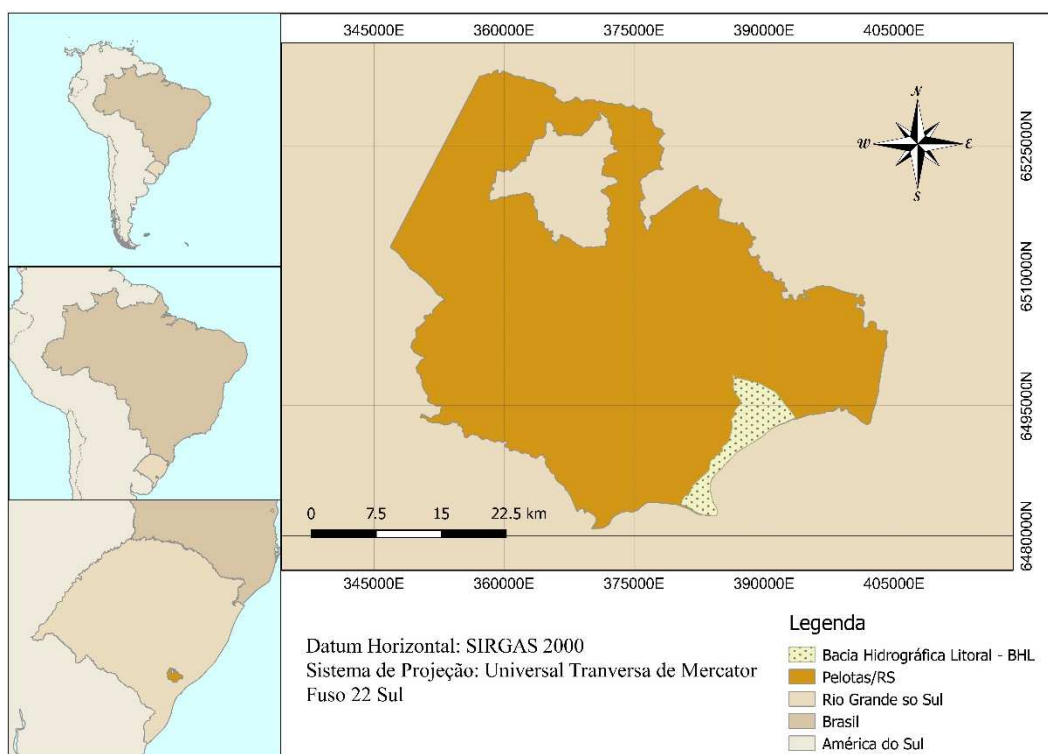 345000E 360000E 375000E 390000E 405000E
N
W E
S
6525000N
6510000N
6495000N
6480000N
0 7.5 15 22.5 km
345000E 360000E 375000E 390000E 405000E
Datum Horizontal: SIRGAS 2000
Sistema de Projeção: Universal Tranversa de Mercator
Fuso 22 Sul
Legenda
Bacia Hidrográfica Litoral - BHL
Pelotas/RS
Rio Grande so Sul
Brasil
América do Sul